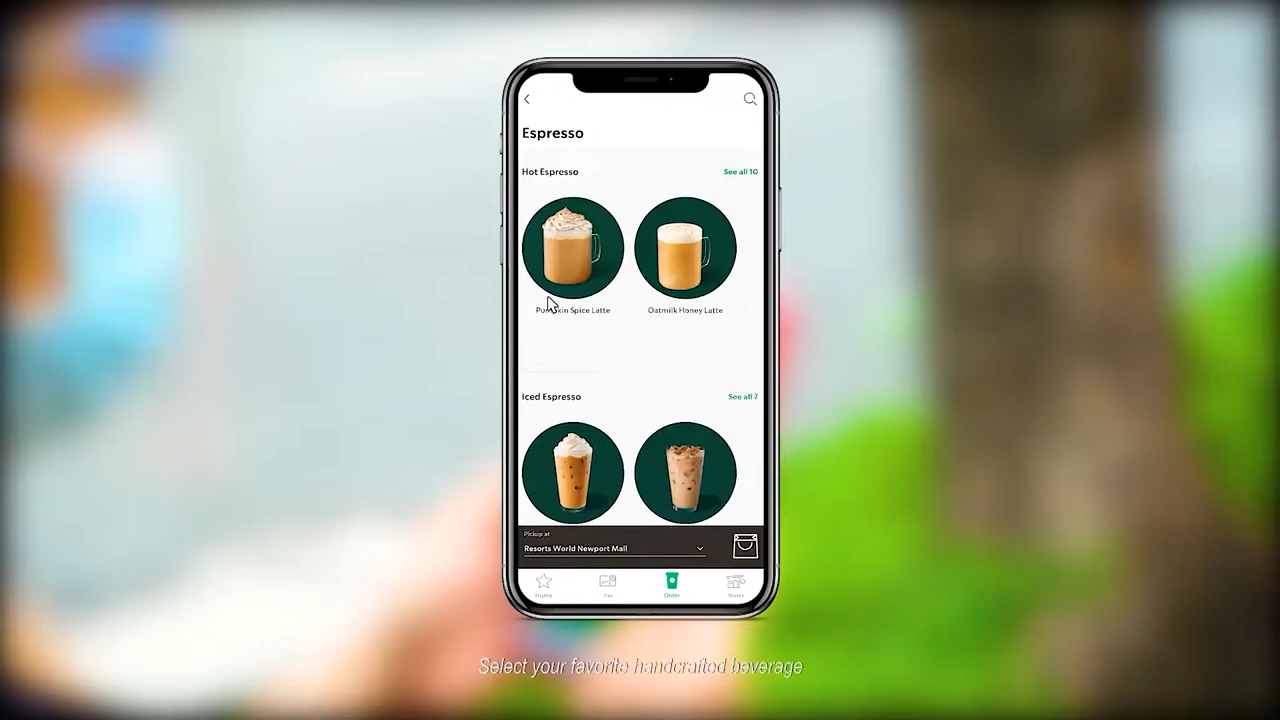 Espresso
Hot Espresso
See all 10
Pumpkin Spice Latte
Oatmilk Honey Latte
Iced Espresso
See all 7
Pickup at
Resorts World Newport Mall
Home
Pay
Order
Stores
Select your favorite handcrafted beverage